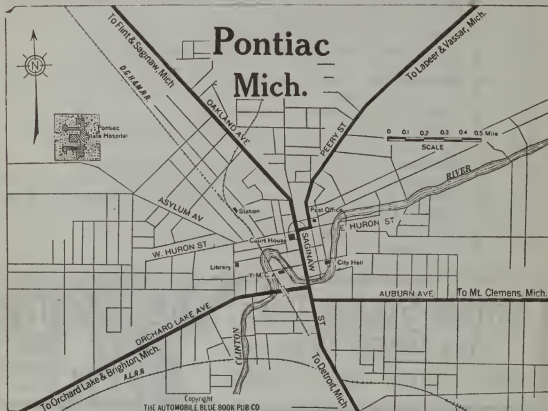 Pontiac
Mich.
To Flint & Saginaw, Mich
D.G.H.& M.R.R.
To Lapeer & Vassar, Mich.
N
OAKLAND AVE
PEERY ST
0 0.1 0.2 0.3 0.4 0.5 Mile
SCALE
Pontiac
State Hospital
RIVER
ASYLUM AV
Station
Post Office
E. HURON ST
Court House
W. HURON ST
SAGINAW
Library
City Hall
Y.M.C.A
AUBURN AVE.
To Mt. Clemens, Mich.
ORCHARD LAKE AVE.
ST
CLINTON
To Orchard Lake & Brighton, Mich.
A.L.R.R
To Detroit, Mich
Copyright
THE AUTOMOBILE BLUE BOOK PUB CO